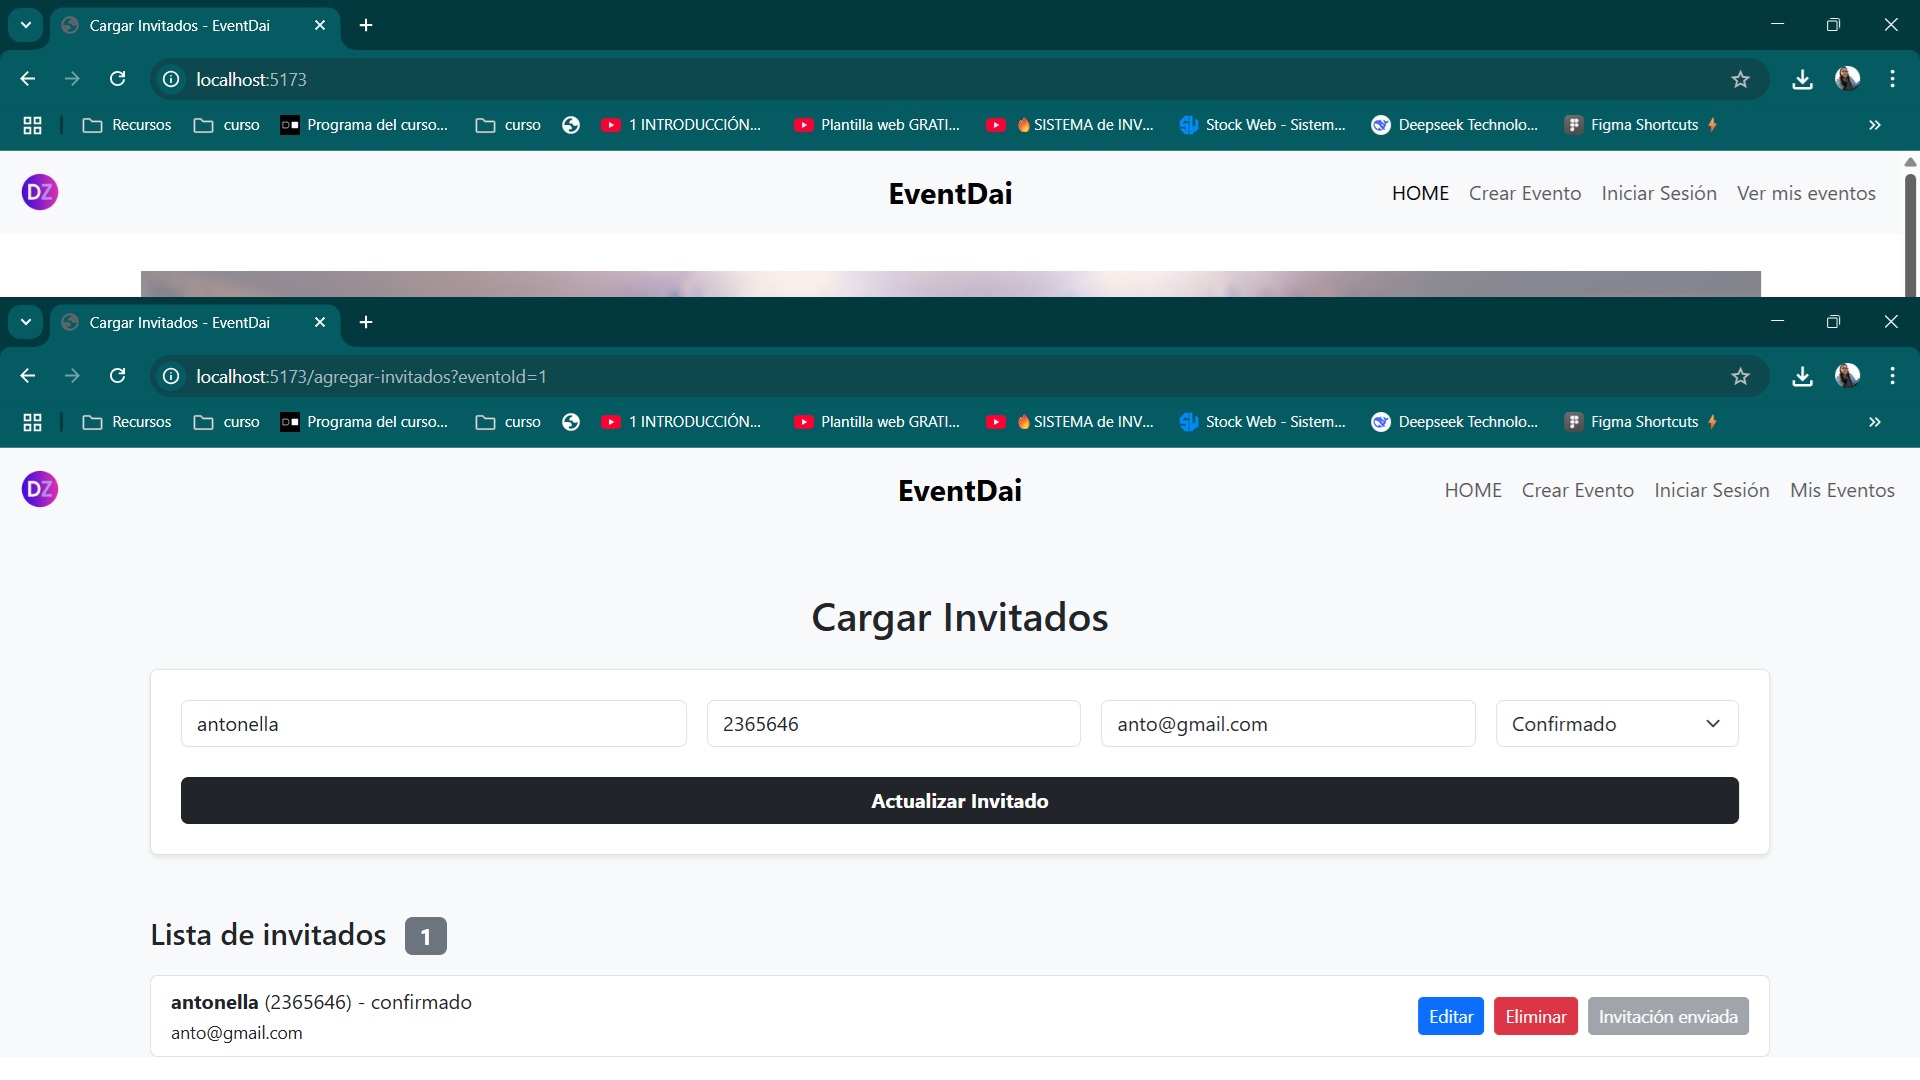 Cargar Invitados - EventDai
localhost:5173
Recursos curso Programa del curso... curso 1 INTRODUCCIÓN... Plantilla web GRATI... SISTEMA de INV... Stock Web - Sistem... Deepseek Technolo... Figma Shortcuts
DZ EventDai HOME Crear Evento Iniciar Sesión Ver mis eventos
Cargar Invitados - EventDai
localhost:5173/agregar-invitados?eventoId=1
Recursos curso Programa del curso... curso 1 INTRODUCCIÓN... Plantilla web GRATI... SISTEMA de INV... Stock Web - Sistem... Deepseek Technolo... Figma Shortcuts
DZ EventDai HOME Crear Evento Iniciar Sesión Mis Eventos
Cargar Invitados
antonella 2365646 anto@gmail.com Confirmado
Actualizar Invitado
Lista de invitados 1
antonella (2365646) - confirmado
anto@gmail.com
Editar Eliminar Invitación enviada